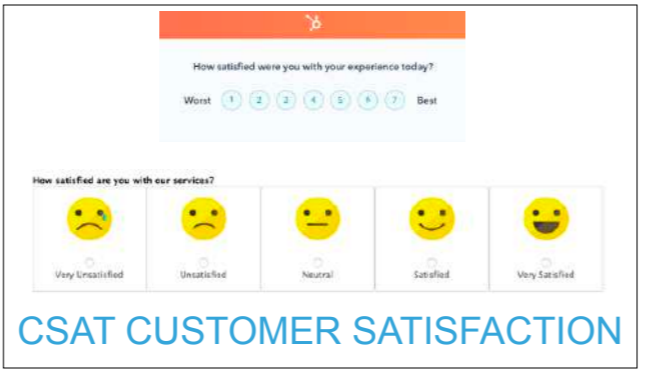 How satisfied were you with your experience today?
Worst 1 2 3 4 5 6 7 Best
How satisfied are you with our services?
Very Unsatisfied Unsatisfied Neutral Satisfied Very Satisfied
CSAT CUSTOMER SATISFACTION